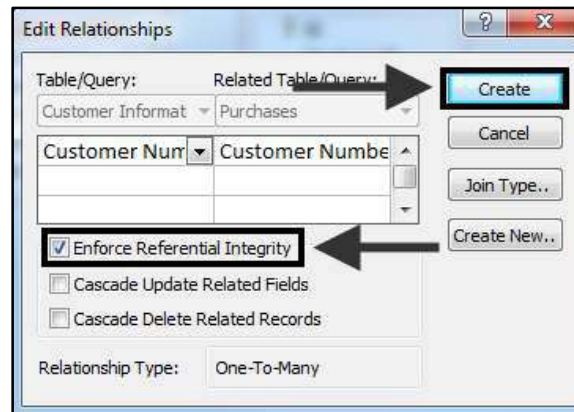 Edit Relationships
Table/Query: Related Table/Query:
Customer Informat Purchases
Customer Num Customer Numbe
Enforce Referential Integrity
Cascade Update Related Fields
Cascade Delete Related Records
Relationship Type: One-To-Many
Create
Cancel
Join Type..
Create New..